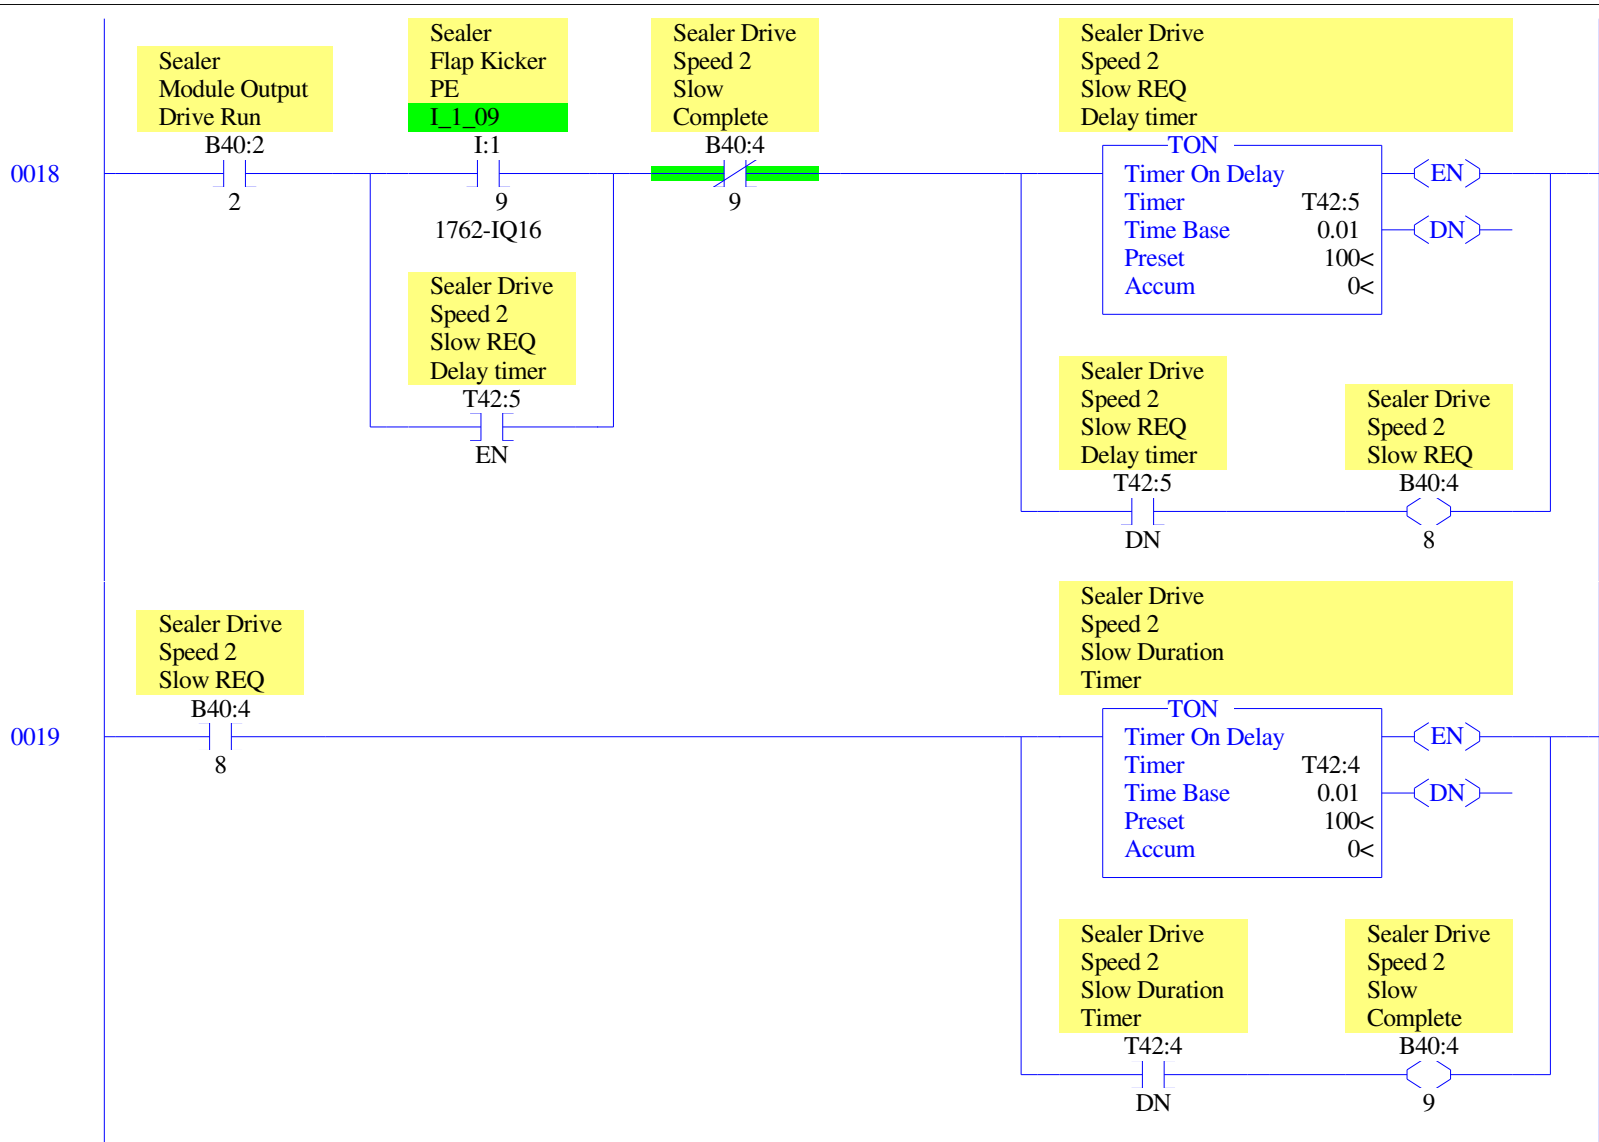 Sealer
Module Output
Drive Run
B40:2
2
Sealer
Flap Kicker
PE
I_1_09
I:1
9
1762-IQ16
Sealer Drive
Speed 2
Slow REQ
Delay timer
T42:5
EN
Sealer Drive
Speed 2
Slow
Complete
B40:4
9
Sealer Drive
Speed 2
Slow REQ
Delay timer
0018
TON
Timer On Delay
Timer T42:5
Time Base 0.01
Preset 100<
Accum 0<
EN
DN
Sealer Drive
Speed 2
Slow REQ
Delay timer
T42:5
DN
Sealer Drive
Speed 2
Slow REQ
B40:4
8
Sealer Drive
Speed 2
Slow REQ
B40:4
8
0019
Sealer Drive
Speed 2
Slow Duration
Timer
TON
Timer On Delay
Timer T42:4
Time Base 0.01
Preset 100<
Accum 0<
EN
DN
Sealer Drive
Speed 2
Slow Duration
Timer
T42:4
DN
Sealer Drive
Speed 2
Slow
Complete
B40:4
9